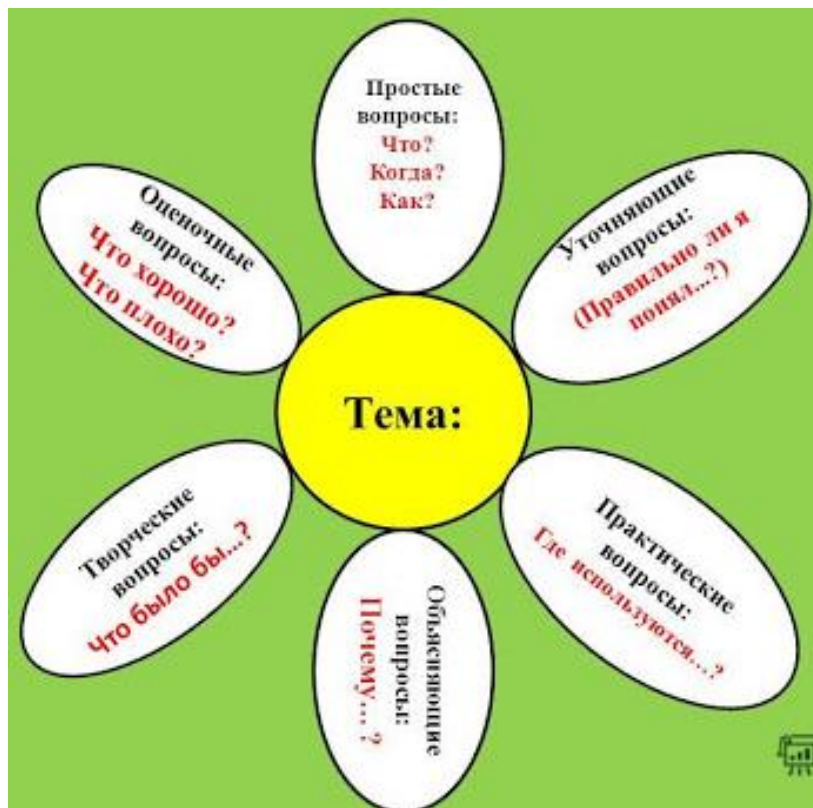 Простые
вопросы:
Что?
Когда?
Как?
Уточняющие
вопросы:
(Правильно ли я
понял...?)
Практические
вопросы:
Где используются...?
Объясняющие
вопросы:
Почему...?
Творческие
вопросы:
Что было бы...?
Оценочные
вопросы:
Что хорошо?
Что плохо?
Тема: